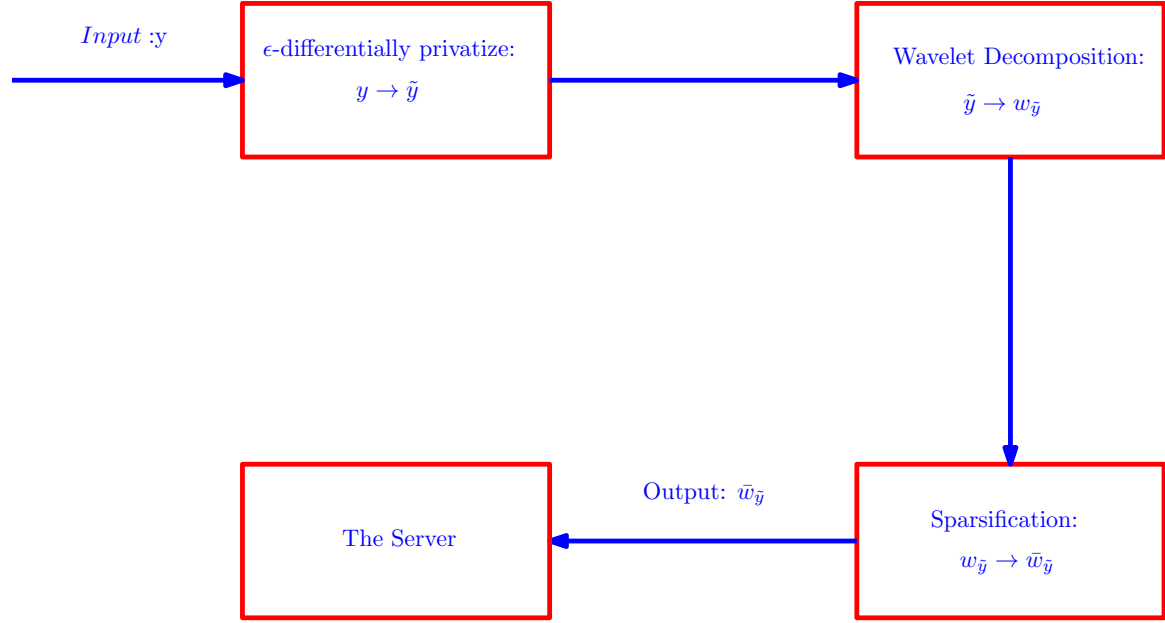 Input :y
ϵ-differentially privatize:
y → ỹ
Wavelet Decomposition:
ỹ → w_ỹ
Output: w̄_ỹ
The Server
Sparsification:
w_ỹ → w̄_ỹ